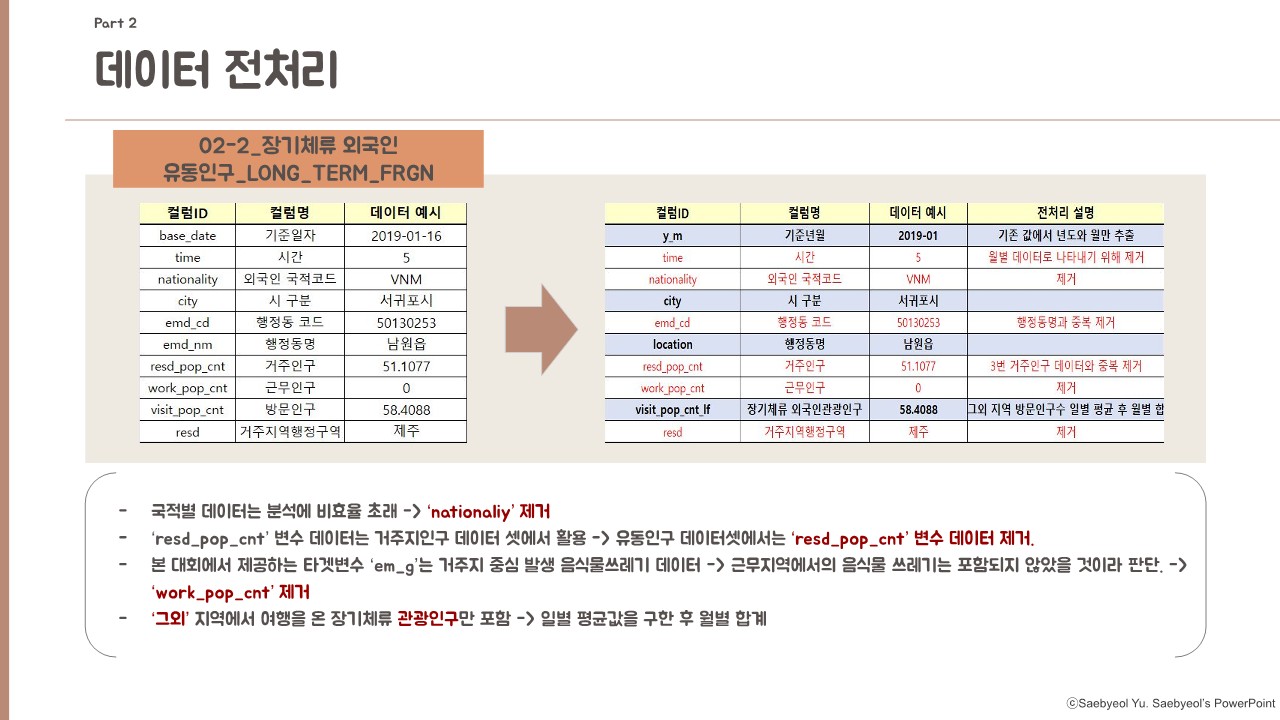 Part 2
데이터 전처리
02-2_장기체류 외국인
유동인구_LONG_TERM_FRGN
컬럼ID 컬럼명 데이터 예시
base_date 기준일자 2019-01-16
time 시간 5
nationality 외국인 국적코드 VNM
city 시 구분 서귀포시
emd_cd 행정동 코드 50130253
emd_nm 행정동명 남원읍
resd_pop_cnt 거주인구 51.1077
work_pop_cnt 근무인구 0
visit_pop_cnt 방문인구 58.4088
resd 거주지역행정구역 제주
컬럼ID 컬럼명 데이터 예시 전처리 설명
y_m 기준년월 2019-01 기존 값에서 년도와 월만 추출
time 시간 5 월별 데이터로 나타내기 위해 제거
nationality 외국인 국적코드 VNM 제거
city 시 구분 서귀포시
emd_cd 행정동 코드 50130253 행정동명과 중복 제거
location 행정동명 남원읍
resd_pop_cnt 거주인구 51.1077 3번 거주인구 데이터와 중복 제거
work_pop_cnt 근무인구 0 제거
visit_pop_cnt_lf 장기체류 외국인관광인구 58.4088 그외 지역 방문인구수 일별 평균 후 월별 합
resd 거주지역행정구역 제주 제거
- 국적별 데이터는 분석에 비효율 초래 -> ‘nationaliy’ 제거
- ‘resd_pop_cnt’ 변수 데이터는 거주지인구 데이터 셋에서 활용 -> 유동인구 데이터셋에서는 ‘resd_pop_cnt’ 변수 데이터 제거.
- 본 대회에서 제공하는 타겟변수 ‘em_g’는 거주지 중심 발생 음식물쓰레기 데이터 -> 근무지역에서의 음식물 쓰레기는 포함되지 않았을 것이라 판단. ->
‘work_pop_cnt’ 제거
- ‘그외’ 지역에서 여행을 온 장기체류 관광인구만 포함 -> 일별 평균값을 구한 후 월별 합계
ⓒSaebyeol Yu. Saebyeol’s PowerPoint